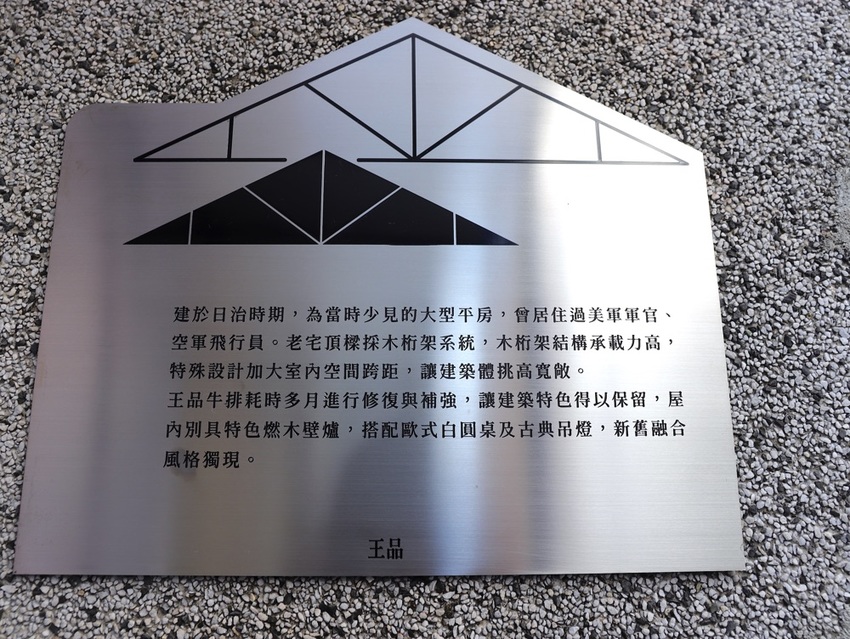 建於日治時期，為當時少見的大型平房，曾居住過美軍軍官、
空軍飛行員。老宅頂樑採木桁架系統，木桁架結構承載力高，
特殊設計加大室內空間跨距，讓建築體挑高寬敞。
王品牛排耗時多月進行修復與補強，讓建築特色得以保留，屋
內別具特色燃木壁爐，搭配歐式白圓桌及古典吊燈，新舊融合
風格獨現。
王品